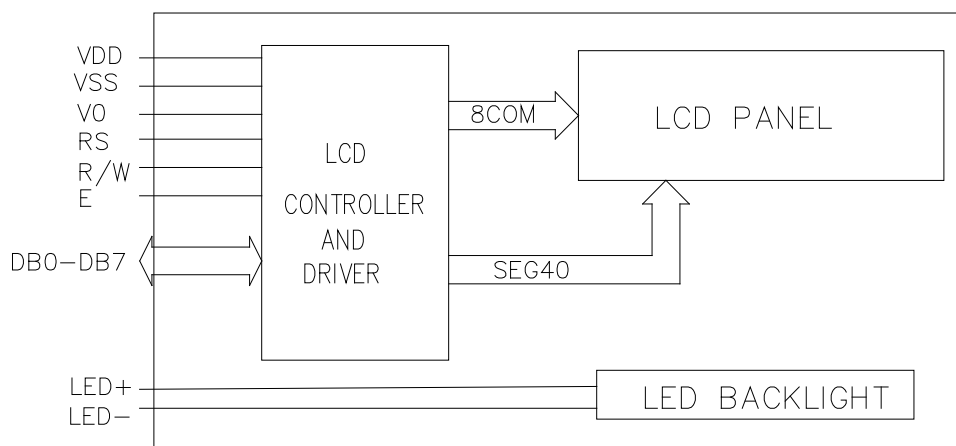 VDD
VSS
V0
RS
R/W
E
DB0-DB7
LED+
LED-
LCD
CONTROLLER
AND
DRIVER
8COM
SEG40
LCD PANEL
LED BACKLIGHT